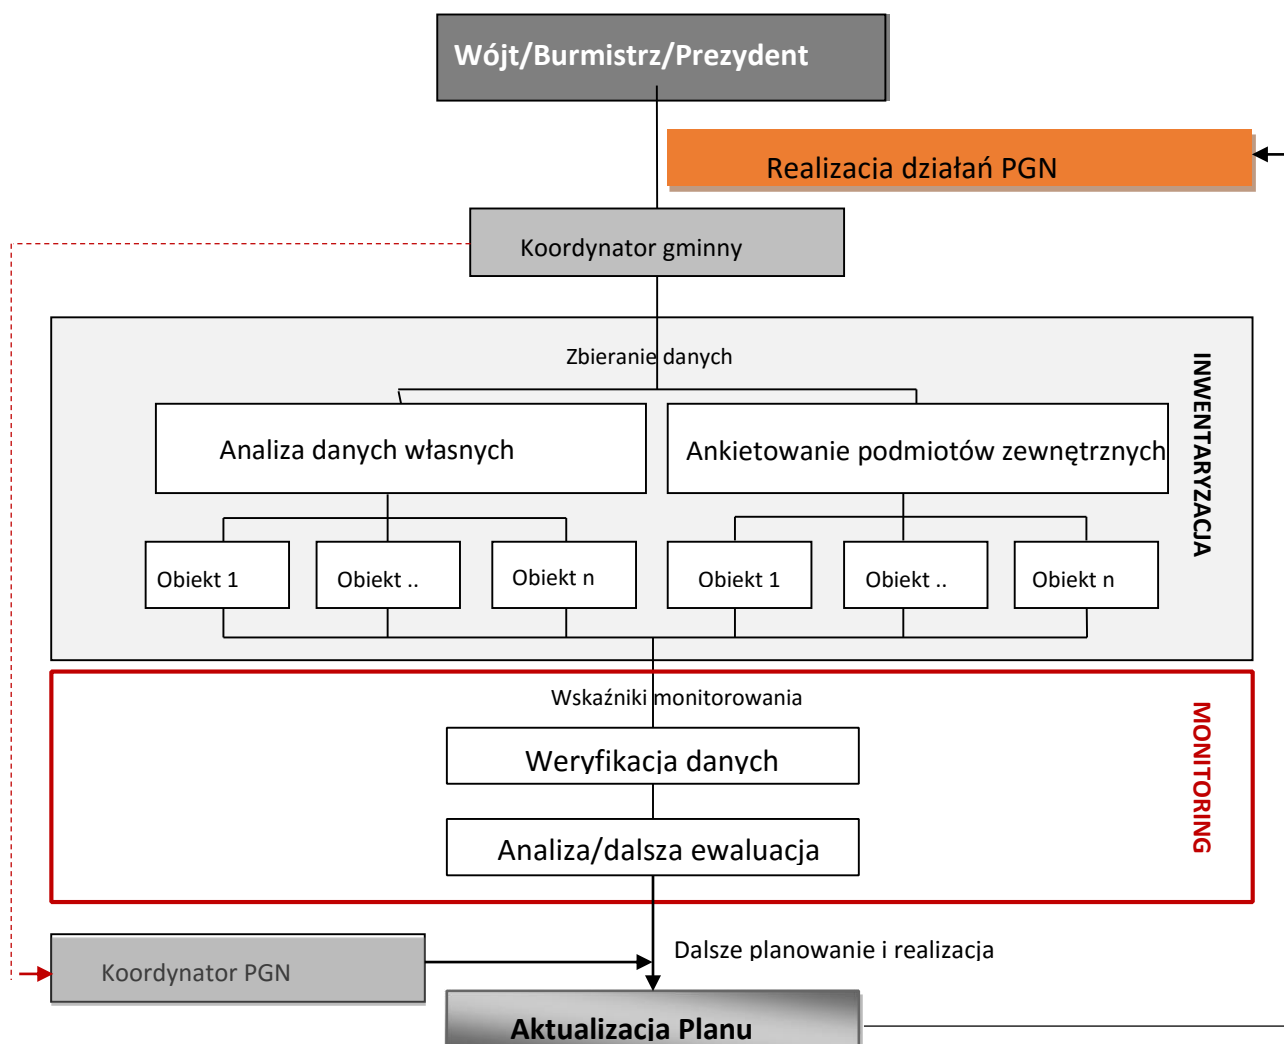 Wójt/Burmistrz/Prezydent
Realizacja działań PGN
Koordynator gminny
Zbieranie danych
INWENTARYZACJA
Analiza danych własnych
Ankietowanie podmiotów zewnętrznych
Obiekt 1
Obiekt ..
Obiekt n
Obiekt 1
Obiekt ..
Obiekt n
Wskaźniki monitorowania
MONITORING
Weryfikacja danych
Analiza/dalsza ewaluacja
Dalsze planowanie i realizacja
Koordynator PGN
Aktualizacja Planu